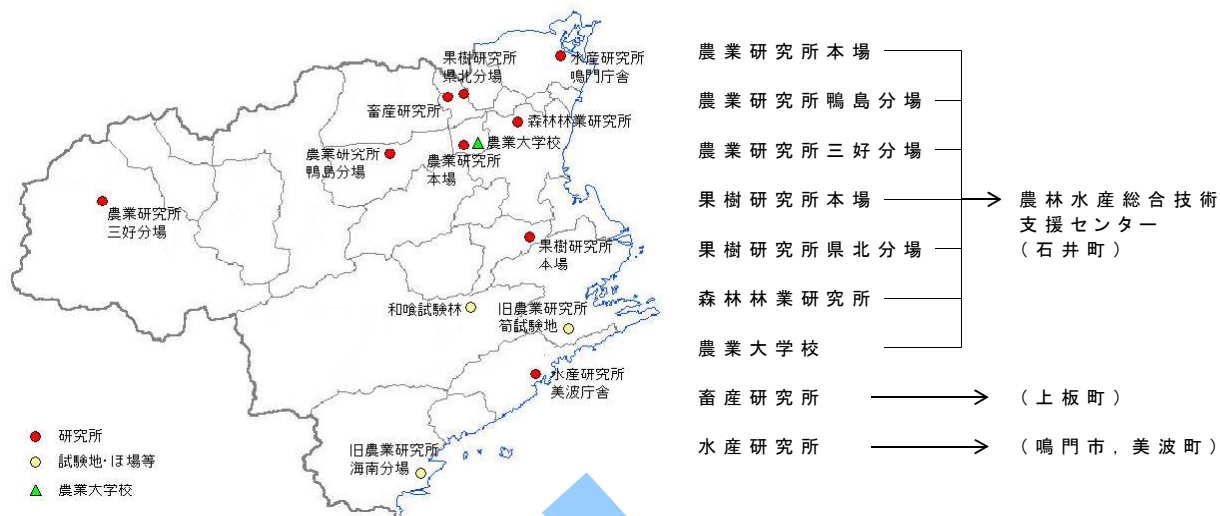 果樹研究所
県北分場
水産研究所
鳴門庁舎
畜産研究所
森林林業研究所
農業大学校
農業研究所
鴨島分場
農業研究所
本場
農業研究所
三好分場
果樹研究所
本場
和喰試験林
旧農業研究所
筍試験地
水産研究所
美波庁舎
旧農業研究所
海南分場
研究所
試験地・ほ場等
農業大学校
農業研究所本場
農業研究所鴨島分場
農業研究所三好分場
果樹研究所本場
果樹研究所県北分場
森林林業研究所
農業大学校
農林水産総合技術
支援センター
(石井町)
畜産研究所
(上板町)
水産研究所
(鳴門市,美波町)